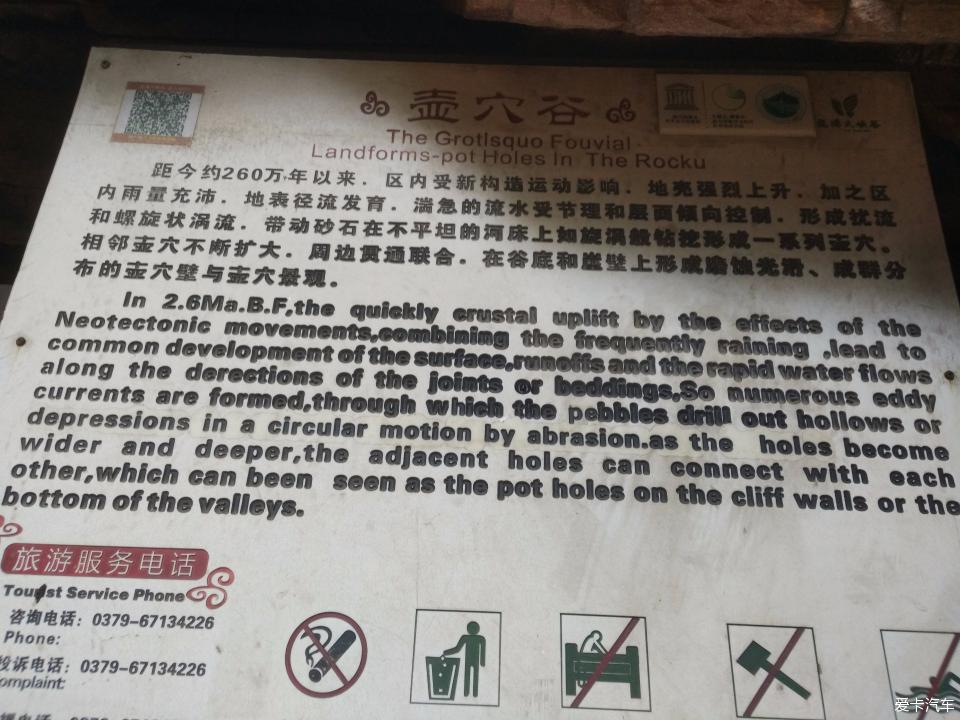 壶穴谷
The Grotlsquo Fouvial
Landforms-pot Holes In The Rocku
距今约260万年以来．区内受新构造运动影响．地壳强烈上升．加之区
内雨量充沛．地表径流发育．湍急的流水受节理和层面倾向控制．形成扰流
和螺旋状涡流．带动砂石在不平坦的河床上如旋涡般钻挖形成一系列壶穴。
相邻壶穴不断扩大．周边贯通联合．在谷底和崖壁上形成磨蚀光滑、成群分
布的壶穴壁与壶穴景观．
In 2.6Ma.B.F,the quickly crustal uplift by the effects of the
Neotectonic movements,combining the frequently raining ,lead to
common development of the surface,runoffs and the rapid water flows
along the derections of the joints or beddings,So numerous eddy
currents are formed,through which the pebbles drill out hollows or
depressions in a circular motion by abrasion.as the holes become
wider and deeper,the adjacent holes can connect with each
other,which can been seen as the pot holes on the cliff walls or the
bottom of the valleys.
旅游服务电话
Tourist Service Phone
咨询电话：0379-67134226
Phone:
投诉电话：0379-67134226
omplaint:
爱卡汽车